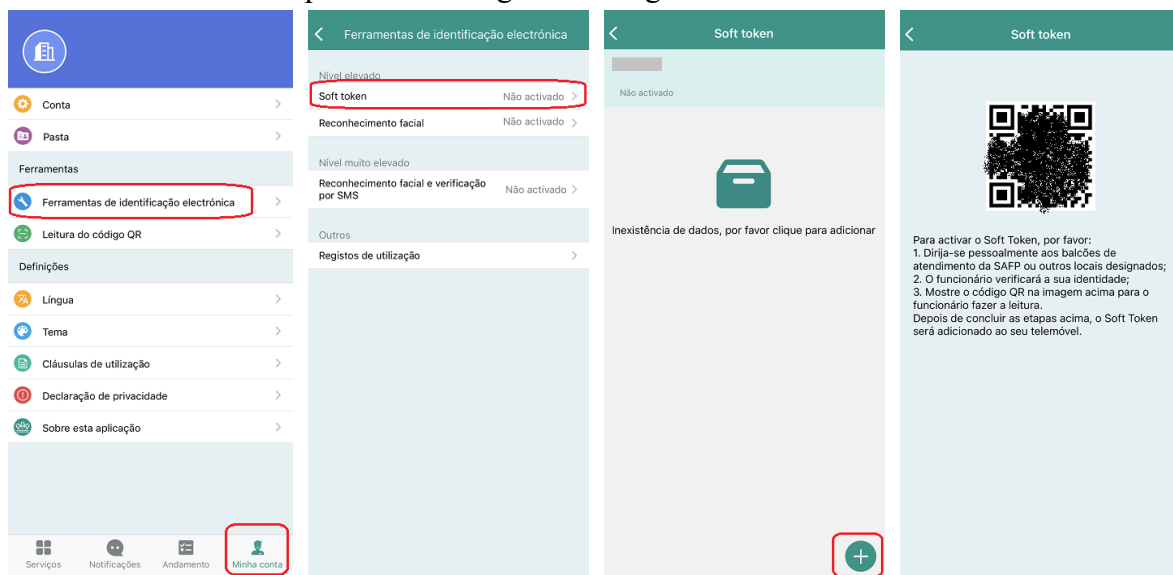 Conta
Pasta
Ferramentas
Ferramentas de identificação electrónica
Leitura do código QR
Definições
Língua
Tema
Cláusulas de utilização
Declaração de privacidade
Sobre esta aplicação
Serviços
Notificações
Andamento
Minha conta
Ferramentas de identificação electrónica
Nível elevado
Soft token Não activado
Reconhecimento facial Não activado
Nível muito elevado
Reconhecimento facial e verificação
por SMS Não activado
Outros
Registos de utilização
Soft token
Não activado
Inexistência de dados, por favor clique para adicionar
Soft token
Para activar o Soft Token, por favor:
1. Dirija-se pessoalmente aos balcões de
atendimento da SAFP ou outros locais designados;
2. O funcionário verificará a sua identidade;
3. Mostre o código QR na imagem acima para o
funcionário fazer a leitura.
Depois de concluir as etapas acima, o Soft Token
será adicionado ao seu telemóvel.